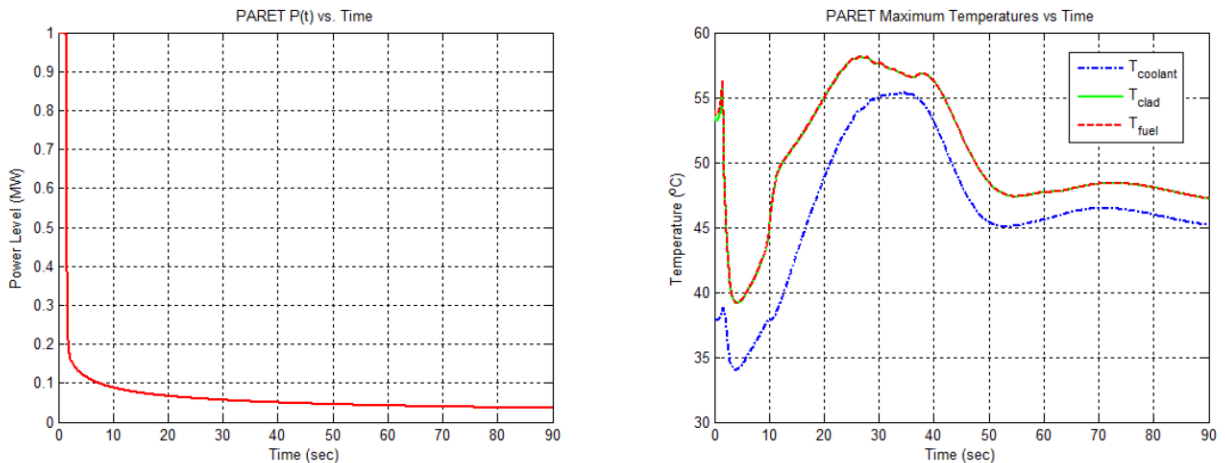 PARET P(t) vs. Time
Power Level (MW)
1
0.9
0.8
0.7
0.6
0.5
0.4
0.3
0.2
0.1
0
0 10 20 30 40 50 60 70 80 90
Time (sec)
PARET Maximum Temperatures vs Time
Temperature (°C)
60
55
50
45
40
35
30
0 10 20 30 40 50 60 70 80 90
Time (sec)
T_coolant
T_clad
T_fuel